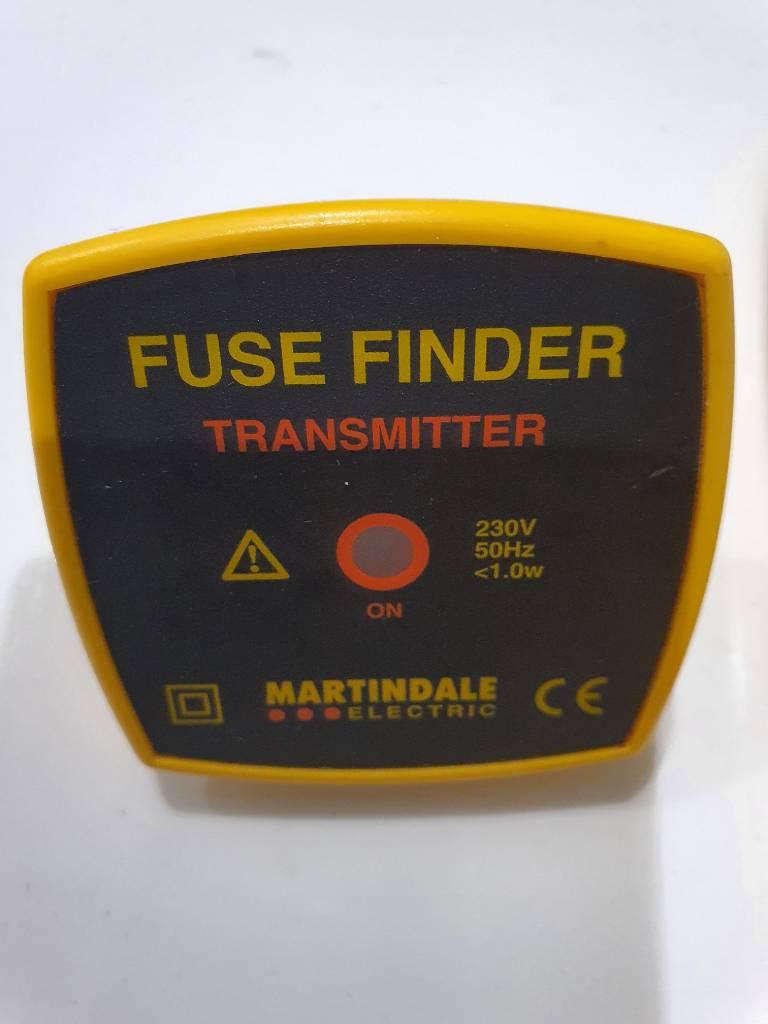 FUSE FINDER
TRANSMITTER
230V
50Hz
<1.0w
ON
MARTINDALE
ELECTRIC
CE